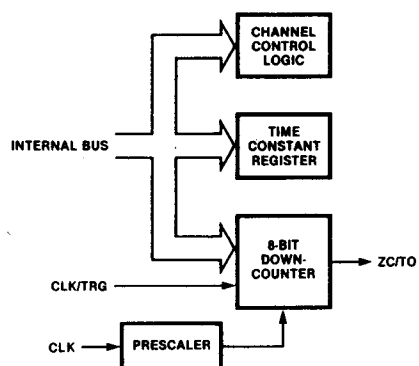 CHANNEL
CONTROL
LOGIC
INTERNAL BUS
TIME
CONSTANT
REGISTER
8-BIT
DOWN-
COUNTER
ZC/TO
CLK/TRG
CLK
PRESCALER